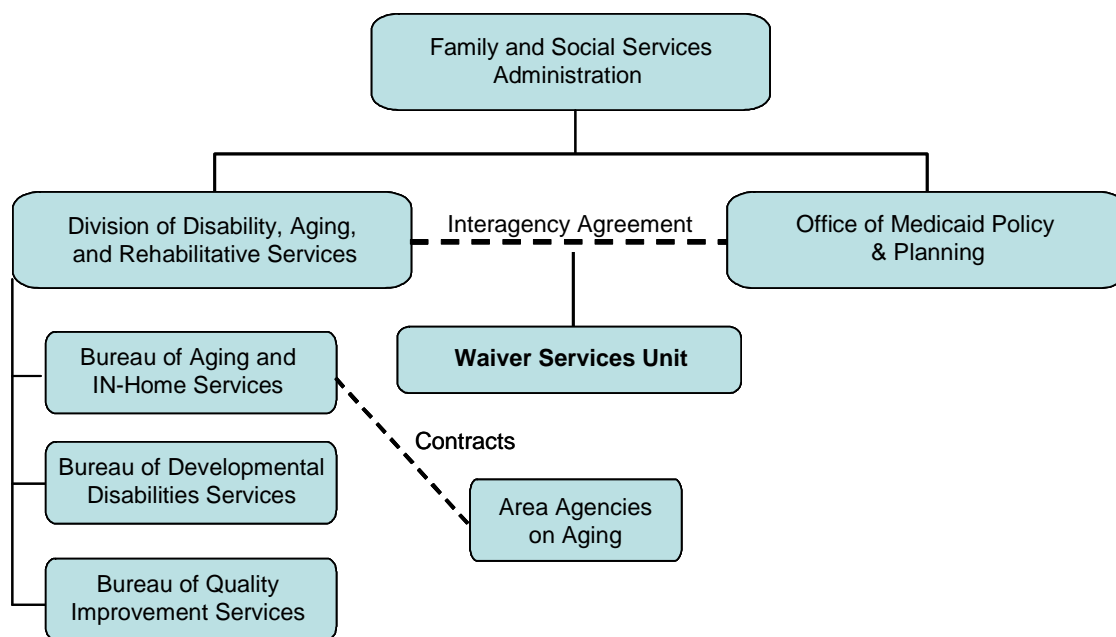 Family and Social Services
Administration
Division of Disability, Aging,
and Rehabilitative Services
Interagency Agreement
Office of Medicaid Policy
& Planning
Waiver Services Unit
Bureau of Aging and
IN-Home Services
Contracts
Bureau of Developmental
Disabilities Services
Area Agencies
on Aging
Bureau of Quality
Improvement Services